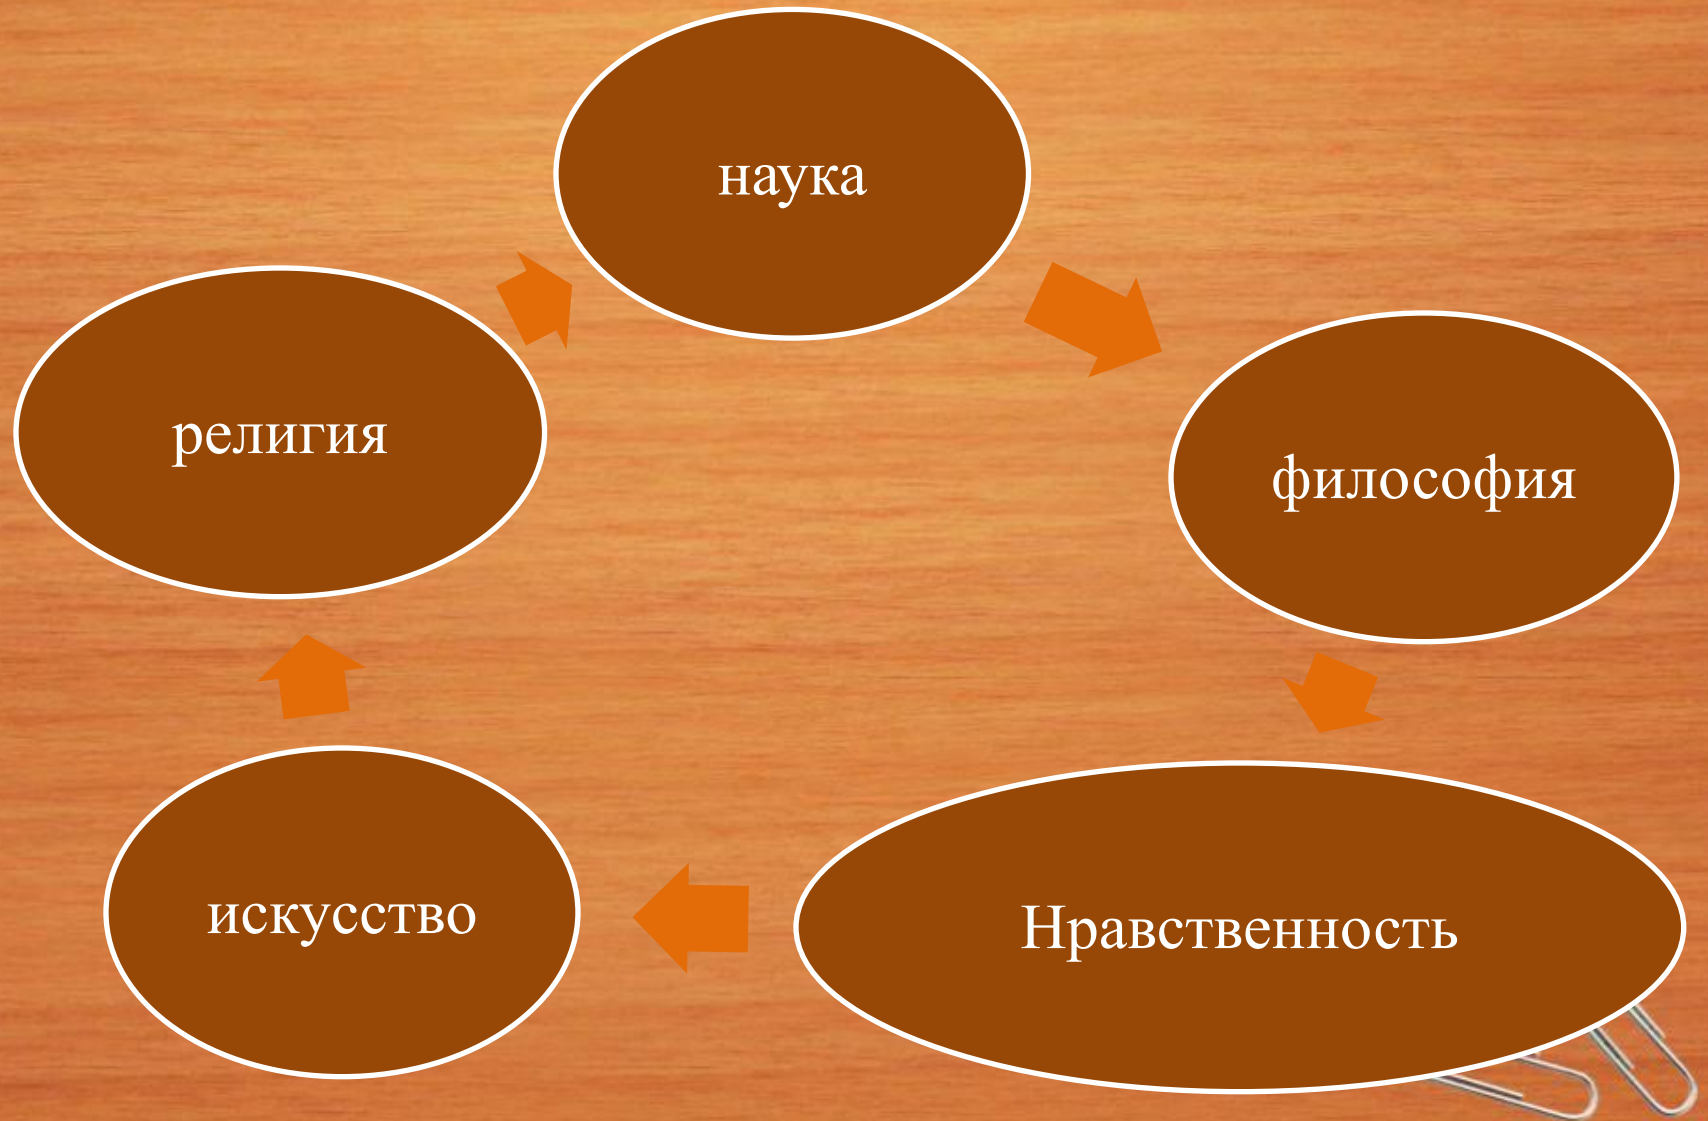 наука
религия
философия
искусство
Нравственность